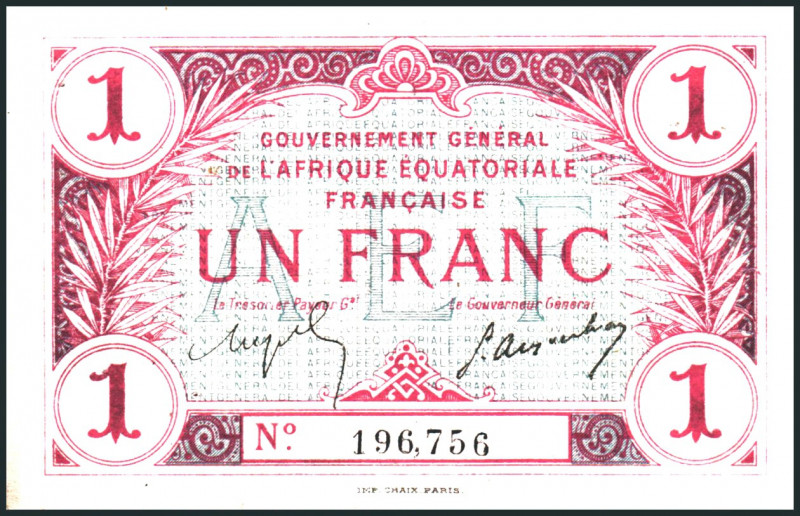 1 1
GOUVERNEMENT GÉNÉRAL
DE L'AFRIQUE ÉQUATORIALE
FRANÇAISE
A E F
UN FRANC
Le Trésorier Payeur Gᵃˡ Le Gouverneur Général
1 1
Nº. 196,756
IMP. CHAIX PARIS.